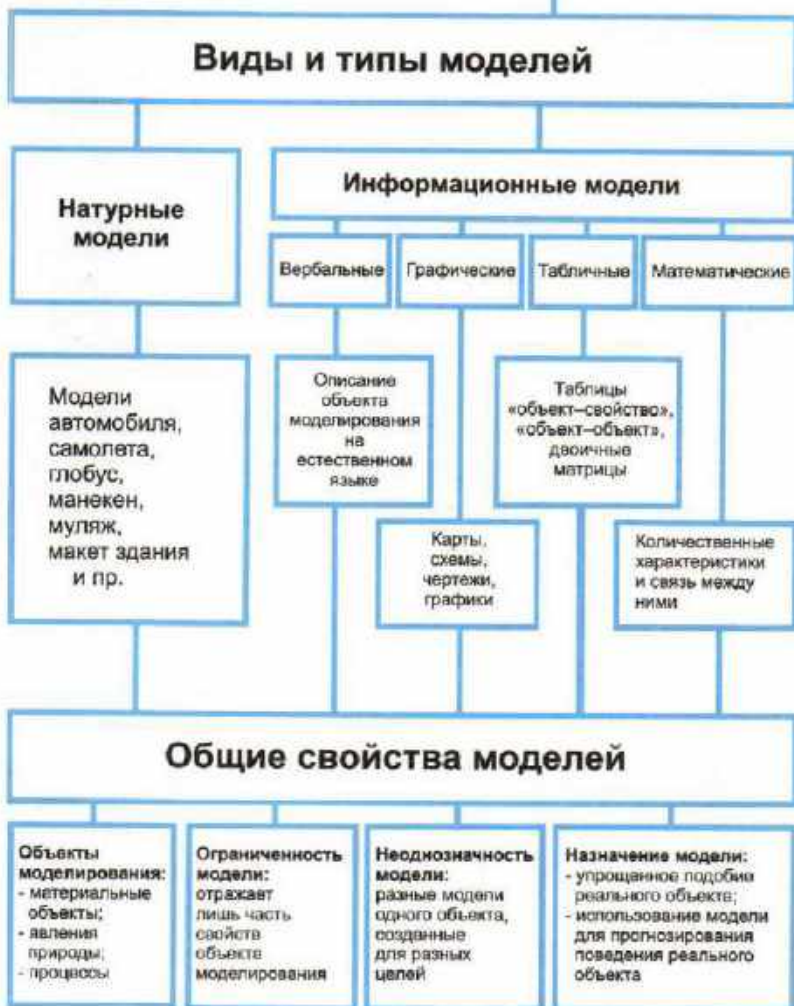 Виды и типы моделей
Натурные
модели
Информационные модели
Вербальные
Графические
Табличные
Математические
Модели
автомобиля,
самолета,
глобус,
манекен,
муляж,
макет здания
и пр.
Описание
объекта
моделирования
на
естественном
языке
Таблицы
«объект–свойство»,
«объект–объект»,
двоичные
матрицы
Карты,
схемы,
чертежи,
графики
Количественные
характеристики
и связь между
ними
Общие свойства моделей
Объекты
моделирования:
- материальные
объекты;
- явления
природы;
- процессы
Ограниченность
модели:
отражает
лишь часть
свойств
объекта
моделирования
Неоднозначность
модели:
разные модели
одного объекта,
созданные
для разных
целей
Назначение модели:
- упрощенное подобие
реального объекта;
- использование модели
для прогнозирования
поведения реального
объекта